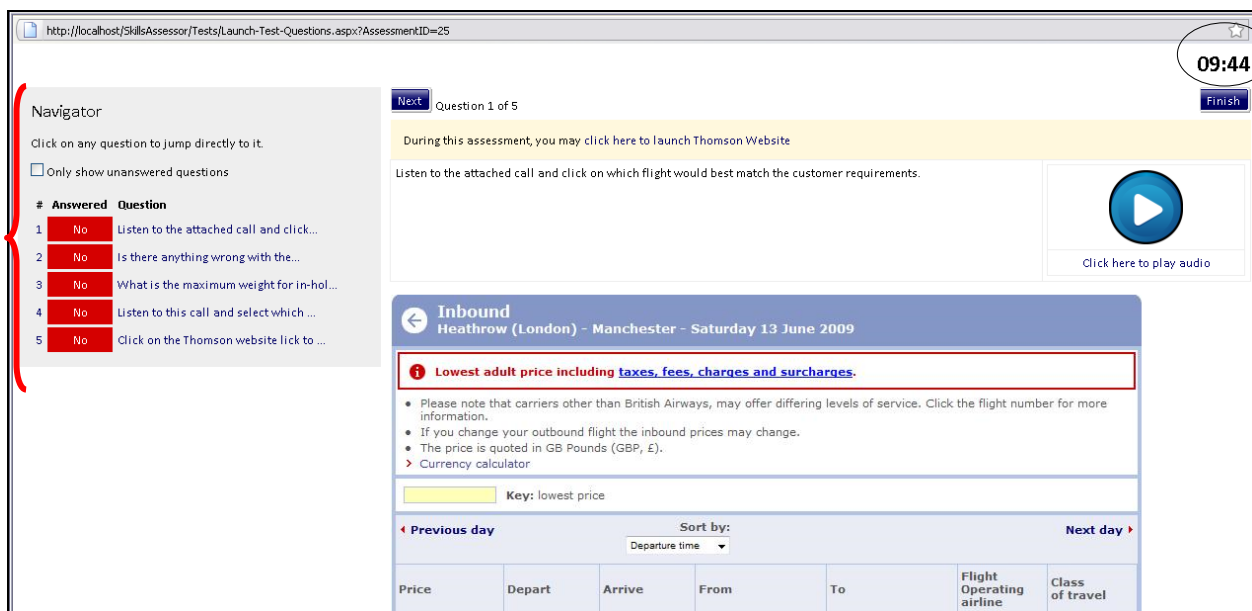 http://localhost/SkillsAssessor/Tests/Launch-Test-Questions.aspx?AssessmentID=25
09:44
Navigator
Click on any question to jump directly to it.
Only show unanswered questions
# Answered Question
1 No Listen to the attached call and click...
2 No Is there anything wrong with the...
3 No What is the maximum weight for in-hol...
4 No Listen to this call and select which ...
5 No Click on the Thomson website lick to ...
Next Question 1 of 5 Finish
During this assessment, you may click here to launch Thomson Website
Listen to the attached call and click on which flight would best match the customer requirements.
Click here to play audio
Inbound
Heathrow (London) - Manchester - Saturday 13 June 2009
Lowest adult price including taxes, fees, charges and surcharges.
Please note that carriers other than British Airways, may offer differing levels of service. Click the flight number for more
information.
If you change your outbound flight the inbound prices may change.
The price is quoted in GB Pounds (GBP, £).
Currency calculator
Key: lowest price
Previous day Sort by: Next day
Departure time
Price Depart Arrive From To Flight Operating airline Class of travel